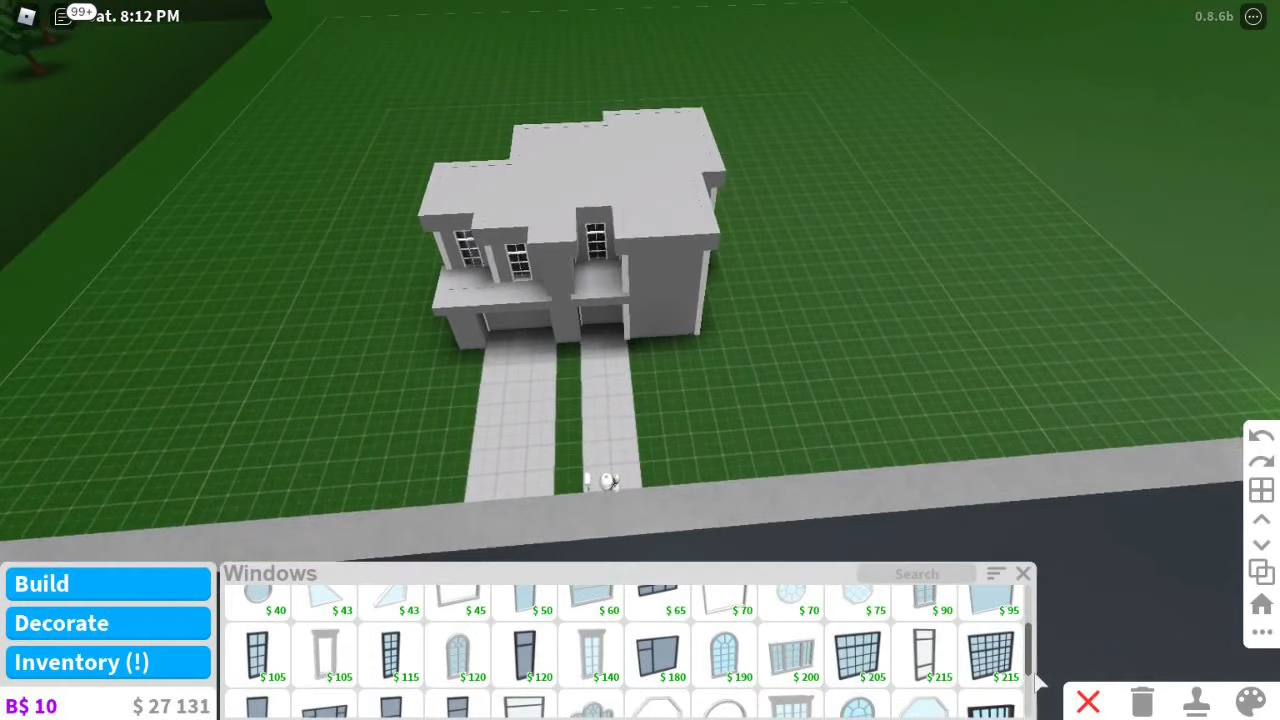 99+
at. 8:12 PM
0.8.6b
Build
Decorate
Inventory (!)
B$ 10
$ 27 131
Windows
Search
$ 40
$ 43
$ 43
$ 45
$ 50
$ 60
$ 65
$ 70
$ 70
$ 75
$ 90
$ 95
$ 105
$ 105
$ 115
$ 120
$ 120
$ 140
$ 180
$ 190
$ 200
$ 205
$ 215
$ 215